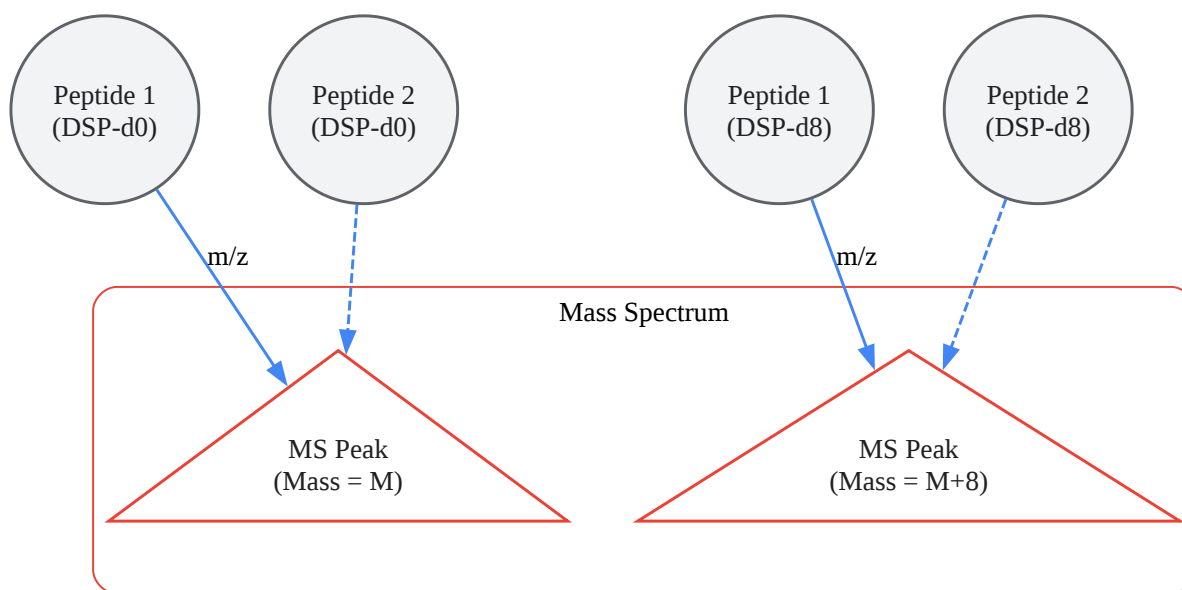 Peptide 1
(DSP-d0)
Peptide 2
(DSP-d0)
Peptide 1
(DSP-d8)
Peptide 2
(DSP-d8)
m/z
m/z
Mass Spectrum
MS Peak
(Mass = M)
MS Peak
(Mass = M+8)